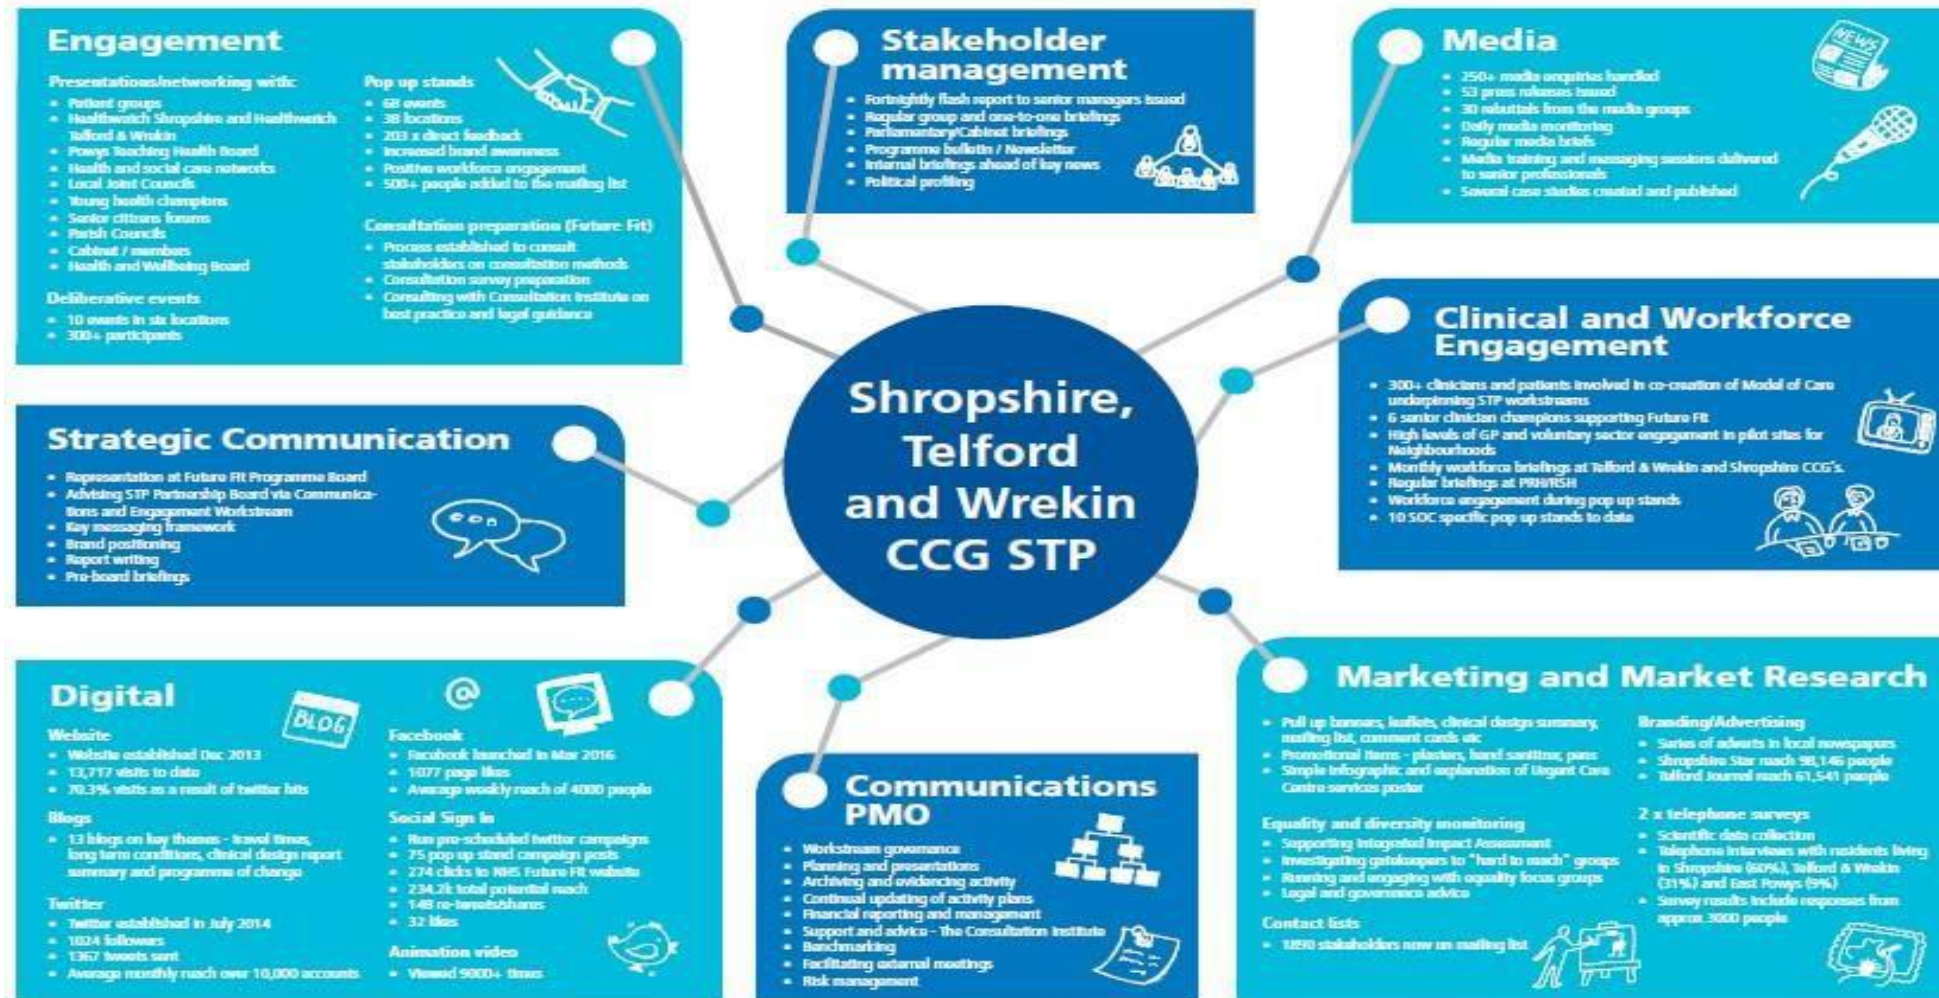 Engagement
Presentations/networking with:
• Patient groups
• Healthwatch Shropshire and Healthwatch
Telford & Wrekin
• Powys Teaching Health Board
• Health and social care networks
• Local Joint Councils
• Young health champions
• Senior citizens forums
• Parish Councils
• Cabinet / members
• Health and Wellbeing Board
Deliberative events
• 10 events in six locations
• 300+ participants
Pop up stands
• 68 events
• 38 locations
• 203 x direct feedback
• Increased brand awareness
• Positive workforce engagement
• 500+ people added to the mailing list
Consultation preparation (Future Fit)
• Process established to consult
stakeholders on consultation methods
• Consultation survey preparation
• Consulting with Consultation Institute on
best practice and legal guidance
Stakeholder
management
• Fortnightly flash report to senior managers issued
• Regular group and one-to-one briefings
• Parliamentary/Cabinet briefings
• Programme bulletin / Newsletter
• Internal briefings ahead of key news
• Political profiling
Media
• 250+ media enquiries handled
• 53 press releases issued
• 30 rebuttals from the media groups
• Daily media monitoring
• Regular media briefs
• Media training and messaging sessions delivered
to senior professionals
• Several case studies created and published
NEWS
Clinical and Workforce
Engagement
• 300+ clinicians and patients involved in co-creation of Model of Care
underpinning STP workstreams
• 6 senior clinician champions supporting Future Fit
• High levels of GP and voluntary sector engagement in pilot sites for
Neighbourhoods
• Monthly workforce briefings at Telford & Wrekin and Shropshire CCG's.
• Regular briefings at PRH/RSH
• Workforce engagement during pop up stands
• 10 SOC specific pop up stands to date
Shropshire,
Telford
and Wrekin
CCG STP
Strategic Communication
• Representation at Future Fit Programme Board
• Advising STP Partnership Board via Communica-
tions and Engagement Workstream
• Key messaging framework
• Brand positioning
• Report writing
• Pre-board briefings
Digital
BLOG
@
Website
• Website established Dec 2013
• 13,717 visits to date
• 70.3% visits as a result of twitter hits
Blogs
• 13 blogs on key themes - travel times,
long term conditions, clinical design report
summary and programme of change
Twitter
• Twitter established in July 2014
• 1024 followers
• 1367 tweets sent
• Average monthly reach over 10,000 accounts
Facebook
• Facebook launched in Mar 2016
• 1077 page likes
• Average weekly reach of 4000 people
Social Sign In
• Run pre-scheduled twitter campaigns
• 75 pop up stand campaign posts
• 274 clicks to NHS Future Fit website
• 234.2k total potential reach
• 148 re-tweets/shares
• 32 likes
Animation video
• Viewed 9000+ times
Communications
PMO
• Workstream governance
• Planning and presentations
• Archiving and evidencing activity
• Continual updating of activity plans
• Financial reporting and management
• Support and advice - The Consultation Institute
• Benchmarking
• Facilitating external meetings
• Risk management
Marketing and Market Research
• Pull up banners, leaflets, clinical design summary,
mailing list, comment cards etc
• Promotional items - plasters, hand sanitizer, pens
• Simple infographic and explanation of Urgent Care
Centre services poster
Equality and diversity monitoring
• Supporting Integrated Impact Assessment
• Investigating gatekeepers to "hard to reach" groups
• Running and engaging with equality focus groups
• Legal and governance advice
Contact lists
• 1890 stakeholders now on mailing list
Branding/Advertising
• Series of adverts in local newspapers
• Shropshire Star reach 98,146 people
• Telford Journal reach 61,541 people
2 x telephone surveys
• Scientific data collection
• Telephone interviews with residents living
in Shropshire (60%), Telford & Wrekin
(31%) and East Powys (9%)
• Survey results include responses from
approx 3000 people